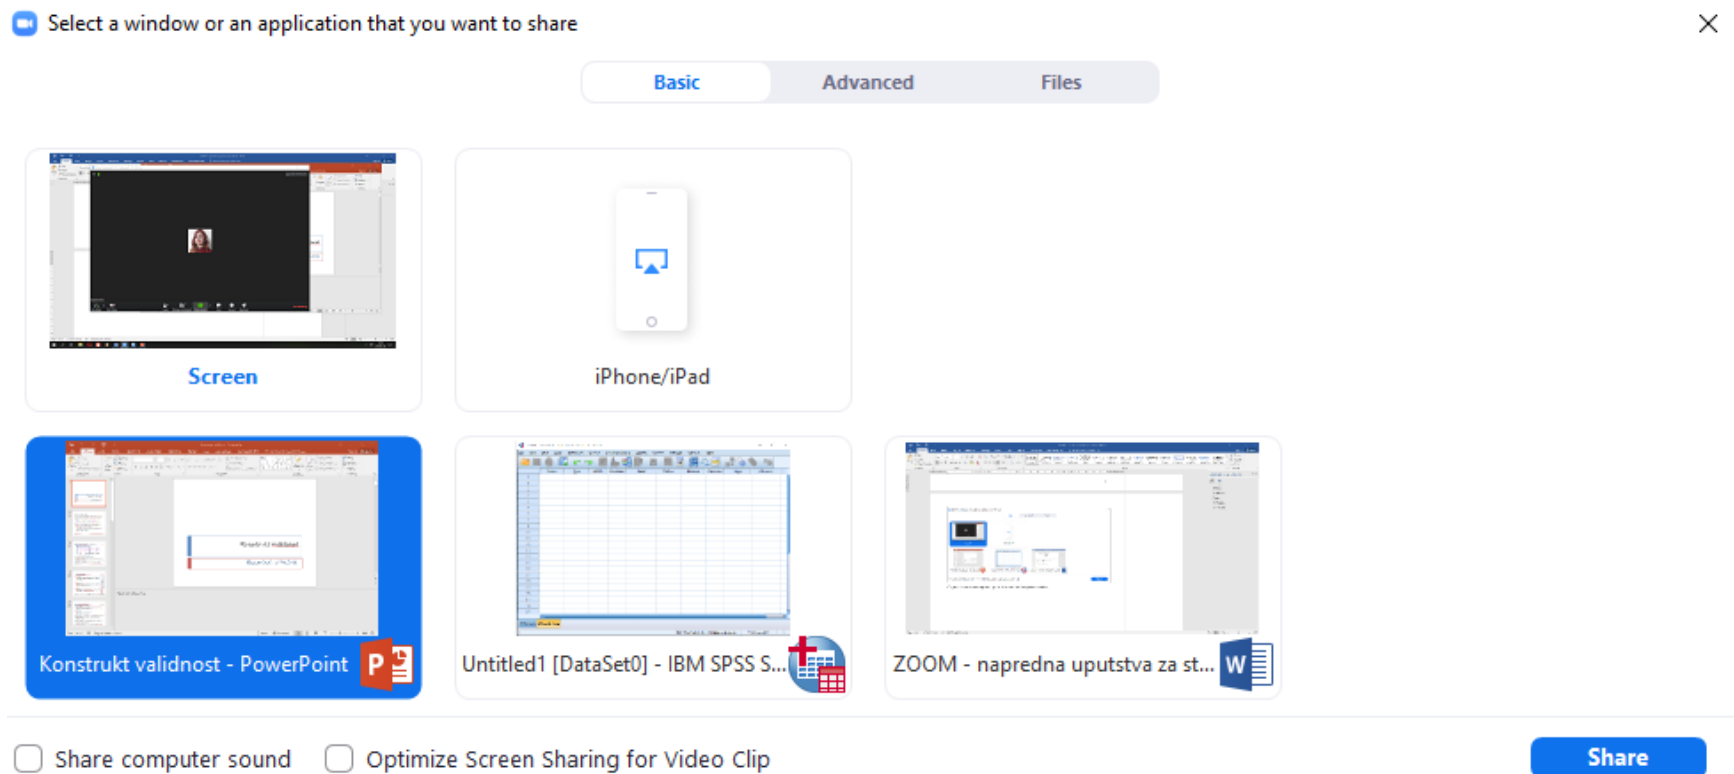 Select a window or an application that you want to share
Basic Advanced Files
Screen
iPhone/iPad
Konstrukt validnost - PowerPoint
Untitled1 [DataSet0] - IBM SPSS S...
ZOOM - napredna uputstva za st...
Share computer sound
Optimize Screen Sharing for Video Clip
Share